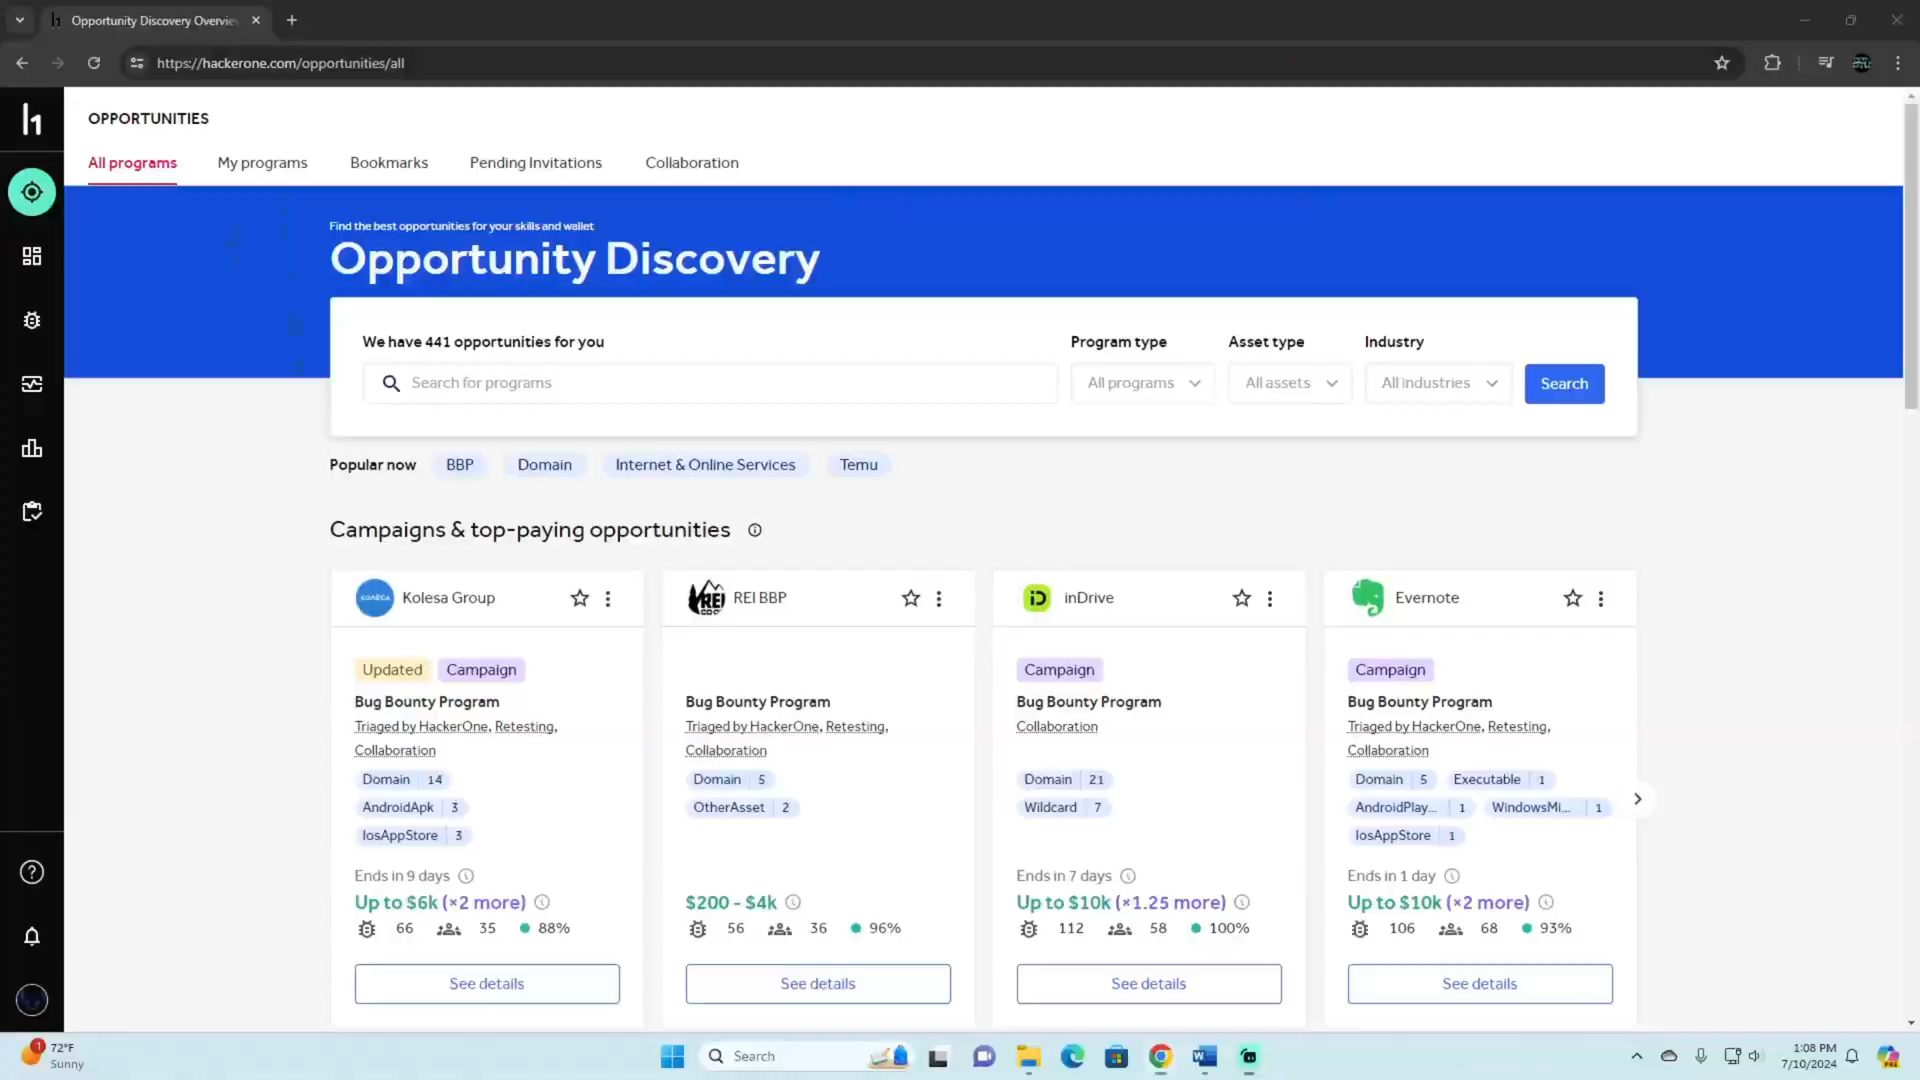 Opportunity Discovery Overvie
https://hackerone.com/opportunities/all
OPPORTUNITIES
All programs My programs Bookmarks Pending Invitations Collaboration
Find the best opportunities for your skills and wallet
Opportunity Discovery
We have 441 opportunities for you Program type Asset type Industry
Search for programs All programs All assets All industries Search
Popular now BBP Domain Internet & Online Services Temu
Campaigns & top-paying opportunities
KOΛECA Kolesa Group
Updated Campaign
Bug Bounty Program
Triaged by HackerOne, Retesting,
Collaboration
Domain 14
AndroidApk 3
IosAppStore 3
Ends in 9 days
Up to $6k (×2 more)
66 35 88%
See details
REI CO-OP REI BBP
Bug Bounty Program
Triaged by HackerOne, Retesting,
Collaboration
Domain 5
OtherAsset 2
$200 - $4k
56 36 96%
See details
iD inDrive
Campaign
Bug Bounty Program
Collaboration
Domain 21
Wildcard 7
Ends in 7 days
Up to $10k (×1.25 more)
112 58 100%
See details
Evernote
Campaign
Bug Bounty Program
Triaged by HackerOne, Retesting,
Collaboration
Domain 5 Executable 1
AndroidPlay... 1 WindowsMi... 1
IosAppStore 1
Ends in 1 day
Up to $10k (×2 more)
106 68 93%
See details
1 72°F
Sunny
Search
1:08 PM
7/10/2024
PRE